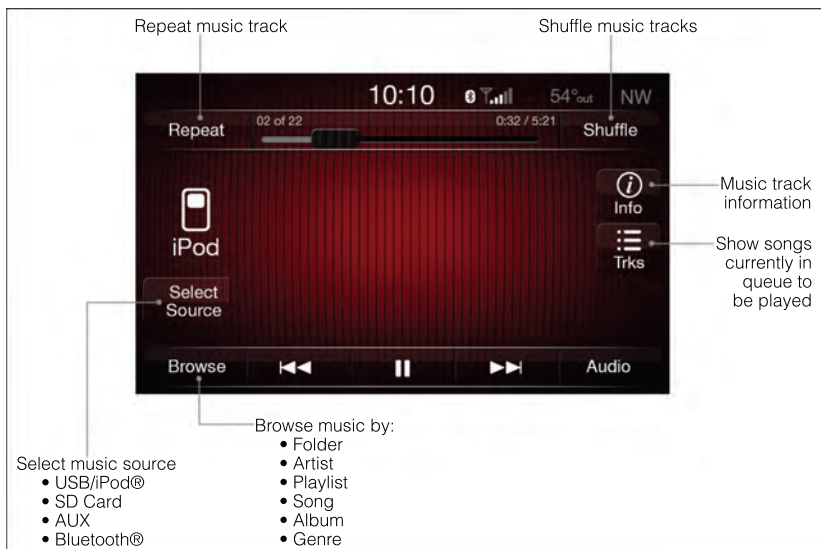 Repeat music track
Shuffle music tracks
10:10
54°out NW
Repeat
02 of 22
0:32 / 5:21
Shuffle
iPod
Info
Trks
Music track
information
Show songs
currently in
queue to
be played
Select
Source
Browse
Audio
Browse music by:
• Folder
• Artist
• Playlist
• Song
• Album
• Genre
Select music source
• USB/iPod®
• SD Card
• AUX
• Bluetooth®